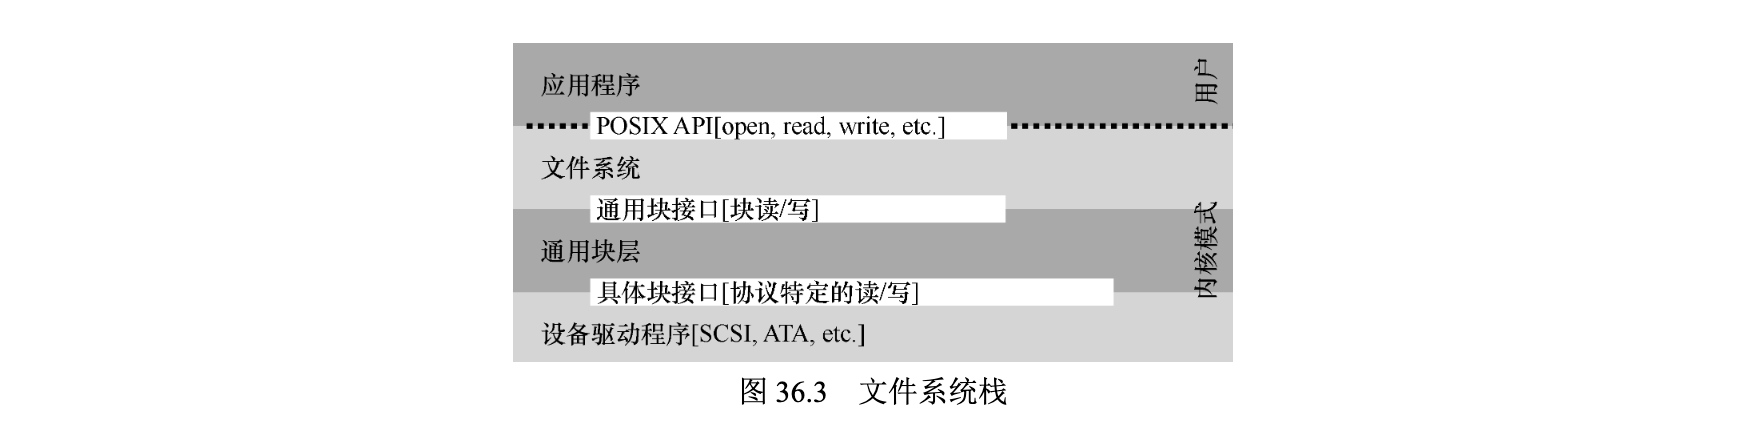 应用程序
用户
POSIX API[open, read, write, etc.]
文件系统
通用块接口[块读/写]
通用块层
内核模式
具体块接口[协议特定的读/写]
设备驱动程序[SCSI, ATA, etc.]
图 36.3 文件系统栈